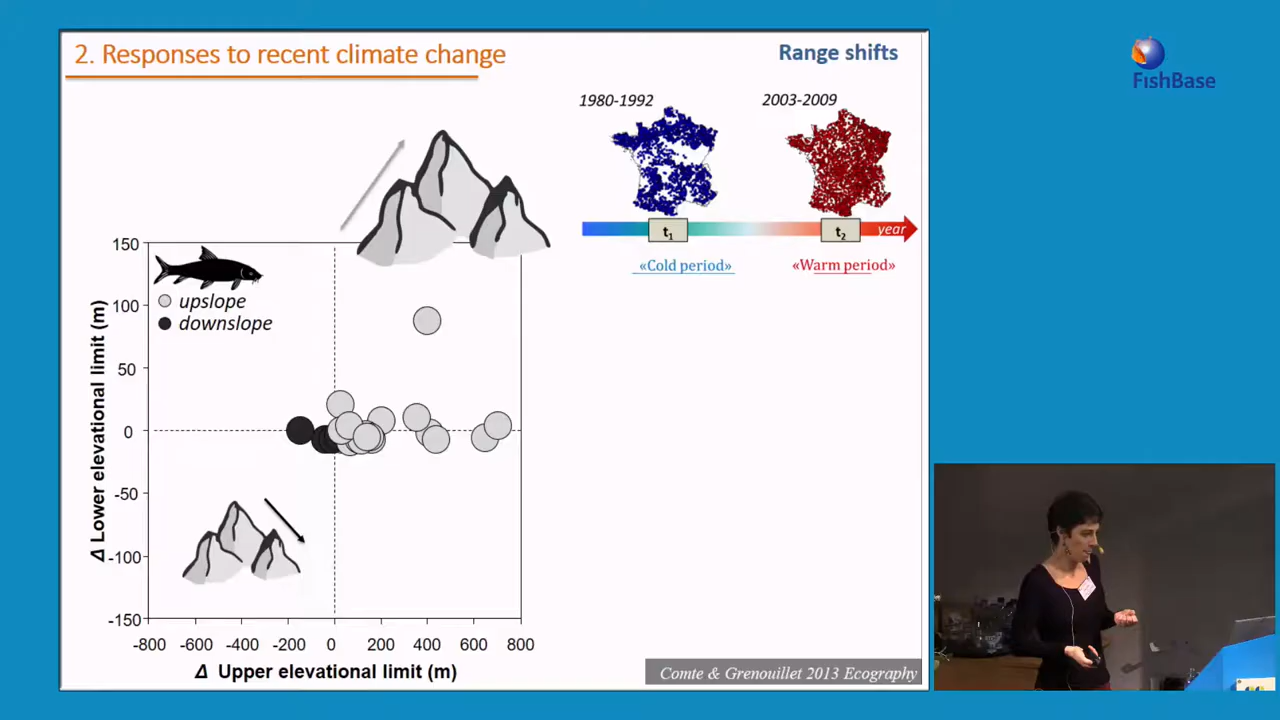 2. Responses to recent climate change
Range shifts
FishBase
1980-1992
2003-2009
t1
t2
year
«Cold period»
«Warm period»
upslope
downslope
Δ Lower elevational limit (m)
150
100
50
0
-50
-100
-150
-800 -600 -400 -200 0 200 400 600 800
Δ Upper elevational limit (m)
Comte & Grenouillet 2013 Ecography